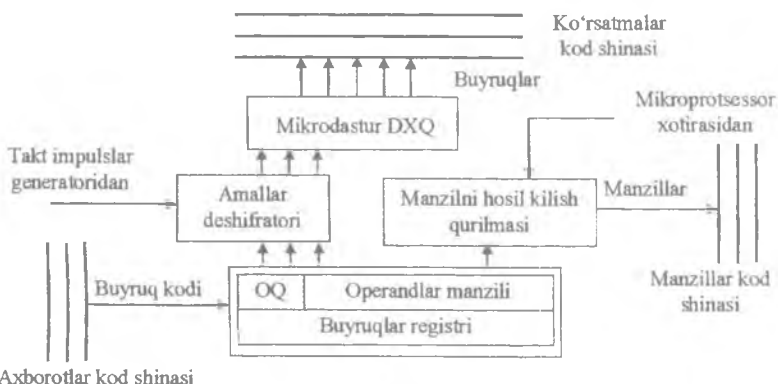 Ko‘rsatmalar
kod shinasi
Buyruqlar
Mikroprotsessor
xotirasidan
Mikrodastur DXQ
Takt impulslar
generatoridan
Amallar
deshifratori
Manzilni hosil kilish
qurilmasi
Manzillar
Buyruq kodi
OQ
Operandlar manzili
Manzillar kod
shinasi
Buyruqlar registri
Axborotlar kod shinasi